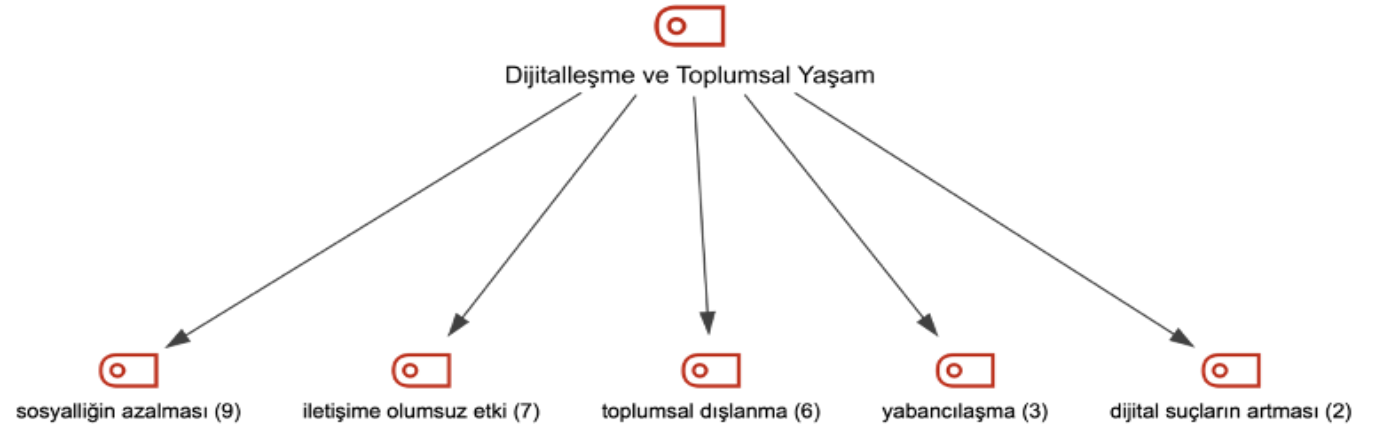 Dijitalleşme ve Toplumsal Yaşam
sosyalliğin azalması (9)
iletişime olumsuz etki (7)
toplumsal dışlanma (6)
yabancılaşma (3)
dijital suçların artması (2)